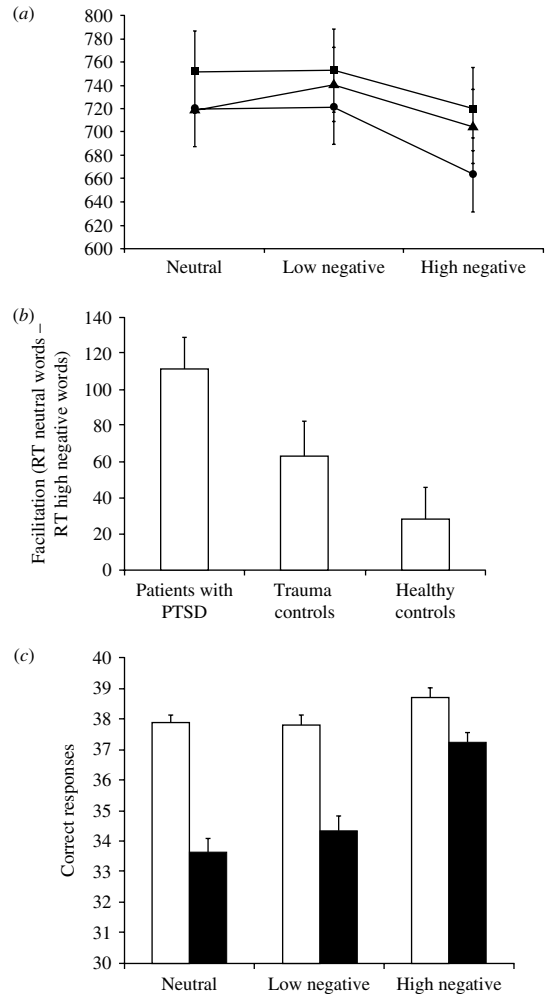 (a)
800
780
760
740
720
700
680
660
640
620
600
Neutral Low negative High negative
(b)
Facilitation (RT neutral words –
RT high negative words)
140
120
100
80
60
40
20
0
Patients with PTSD
Trauma controls
Healthy controls
(c)
Correct responses
40
39
38
37
36
35
34
33
32
31
30
Neutral Low negative High negative